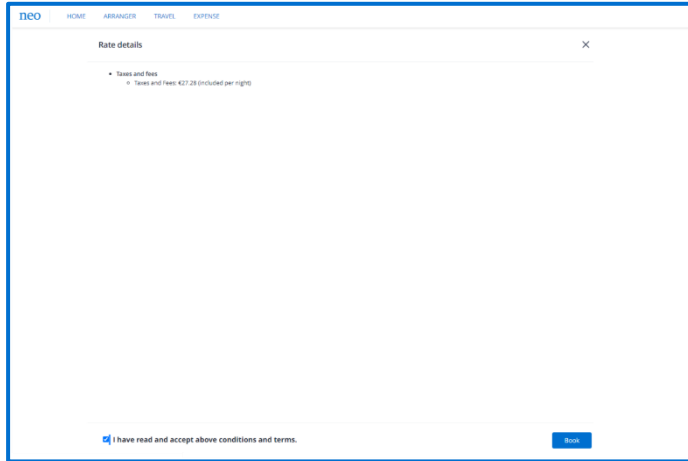 neo HOME ARRANGER TRAVEL EXPENSE
Rate details
Taxes and fees
Taxes and Fees: €27.28 (included per night)
I have read and accept above conditions and terms.
Book